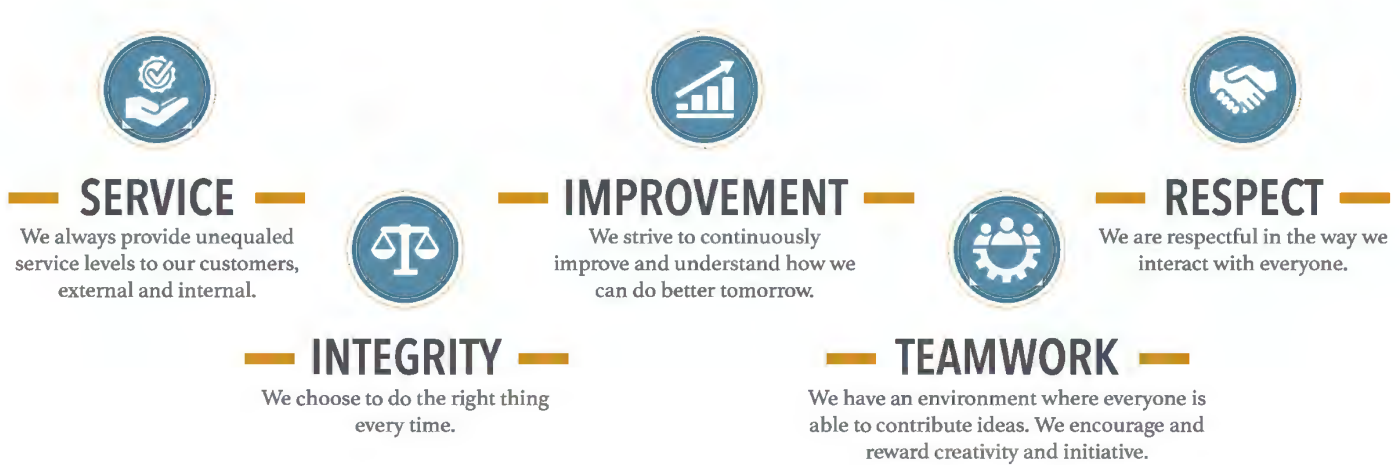 SERVICE
We always provide unequaled
service levels to our customers,
external and internal.
INTEGRITY
We choose to do the right thing
every time.
IMPROVEMENT
We strive to continuously
improve and understand how we
can do better tomorrow.
TEAMWORK
We have an environment where everyone is
able to contribute ideas. We encourage and
reward creativity and initiative.
RESPECT
We are respectful in the way we
interact with everyone.